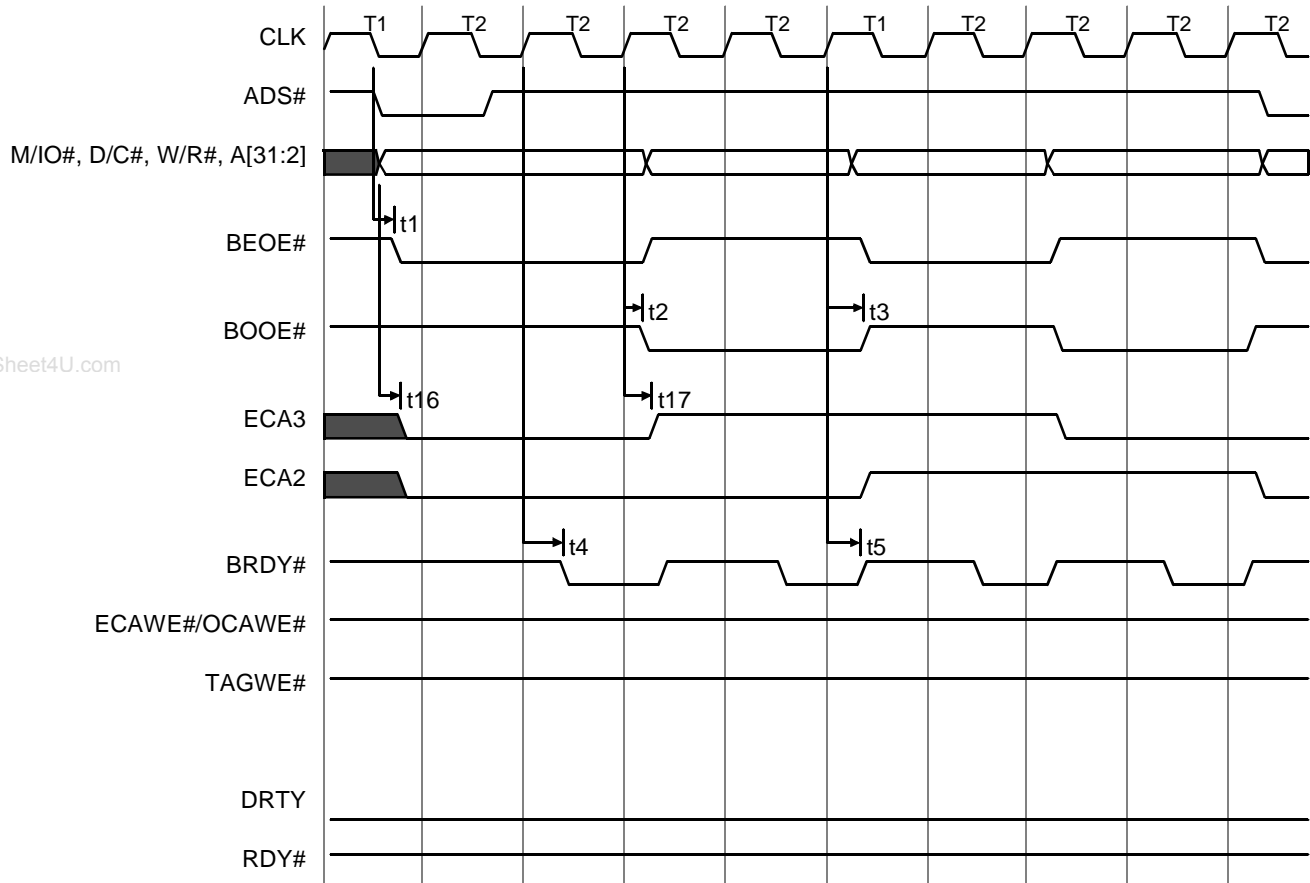 T1 T2 T2 T2 T2 T1 T2 T2 T2 T2
CLK
ADS#
M/IO#, D/C#, W/R#, A[31:2]
t1
BEOE#
t2 t3
BOOE#
Sheet4U.com
t16 t17
ECA3
ECA2
t4 t5
BRDY#
ECAWE#/OCAWE#
TAGWE#
DRTY
RDY#